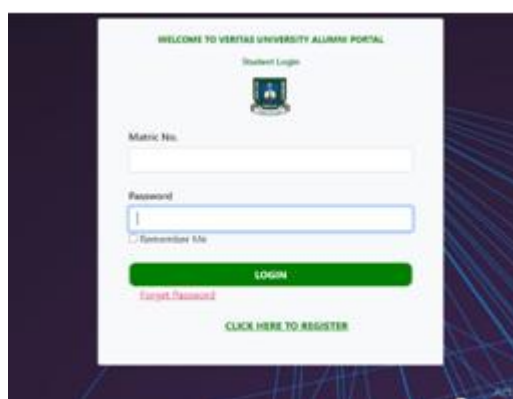 WELCOME TO VERITAS UNIVERSITY ALUMNI PORTAL
Student Login
Matric No.
Password
Remember Me
LOGIN
Forget Password
CLICK HERE TO REGISTER